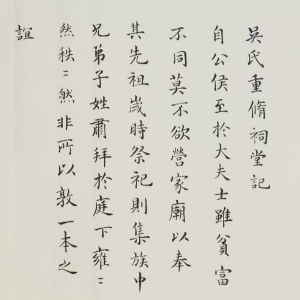 吳氏重脩祠堂記
自公侯至於大夫士雖貧富
不同莫不欲營家廟以奉
其先祖歲時祭祀則集族中
兄弟子姓肅拜於庭下雍〻
然秩〻然非所以敦一本之
誼